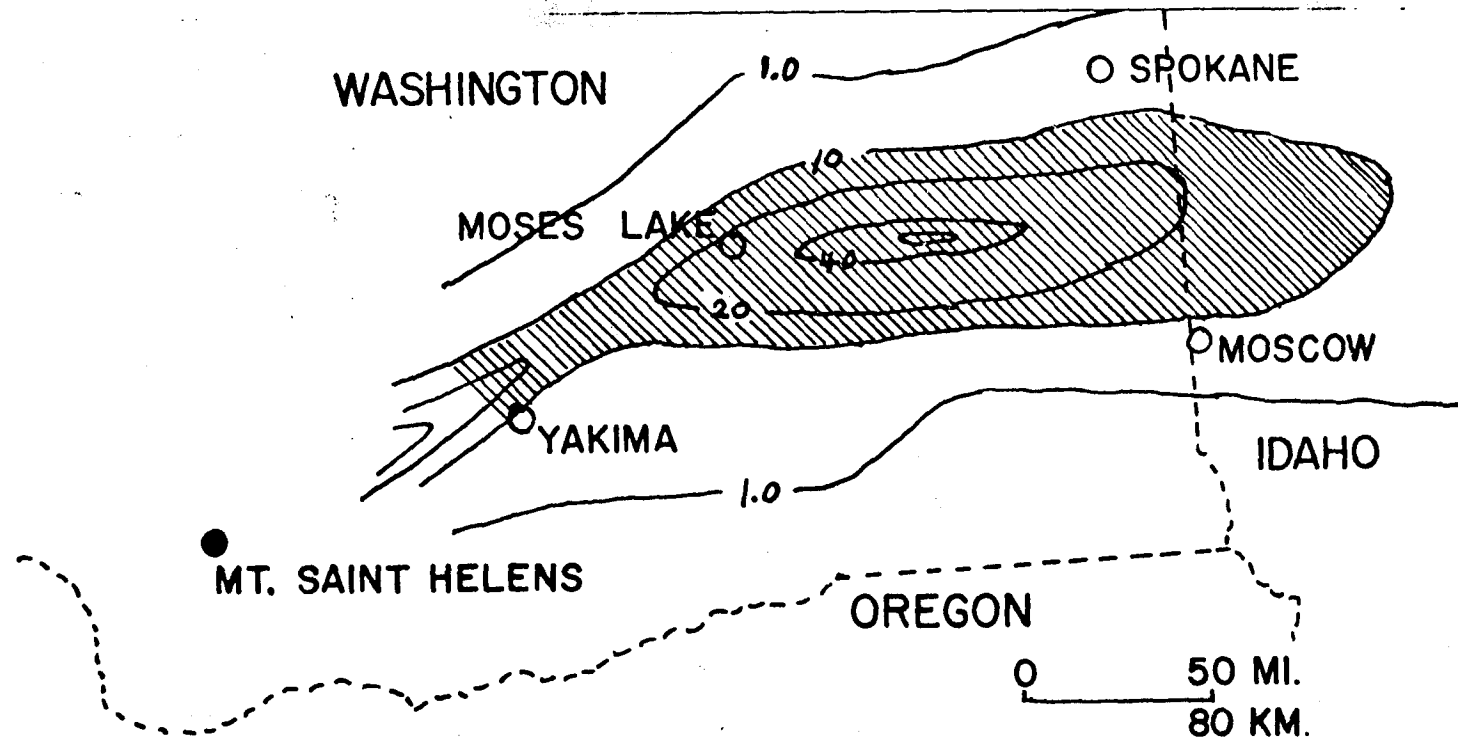 1.0
SPOKANE
WASHINGTON
10
MOSES LAKE
40
20
MOSCOW
YAKIMA
IDAHO
1.0
MT. SAINT HELENS
OREGON
0 50 MI.
80 KM.